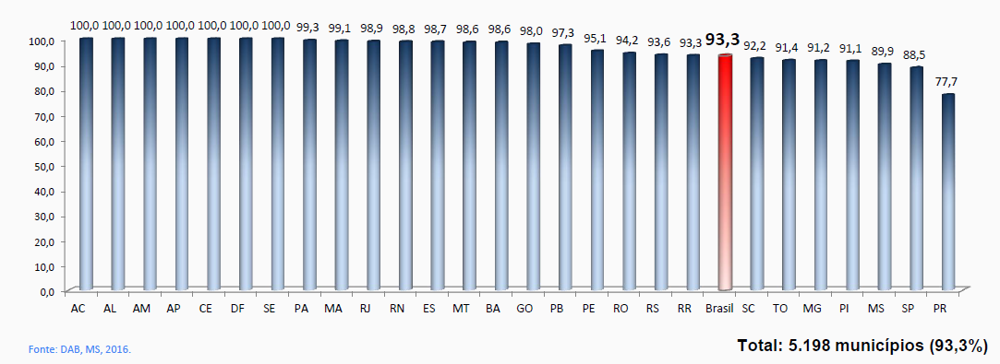 100,0 100,0 100,0 100,0 100,0 100,0 100,0 99,3 99,1 98,9 98,8 98,7 98,6 98,6 98,0 97,3 95,1 94,2 93,6 93,3 93,3 92,2 91,4 91,2 91,1 89,9 88,5 77,7
100,0
90,0
80,0
70,0
60,0
50,0
40,0
30,0
20,0
10,0
0,0
AC AL AM AP CE DF SE PA MA RJ RN ES MT BA GO PB PE RO RS RR Brasil SC TO MG PI MS SP PR
Fonte: DAB, MS, 2016.
Total: 5.198 municípios (93,3%)